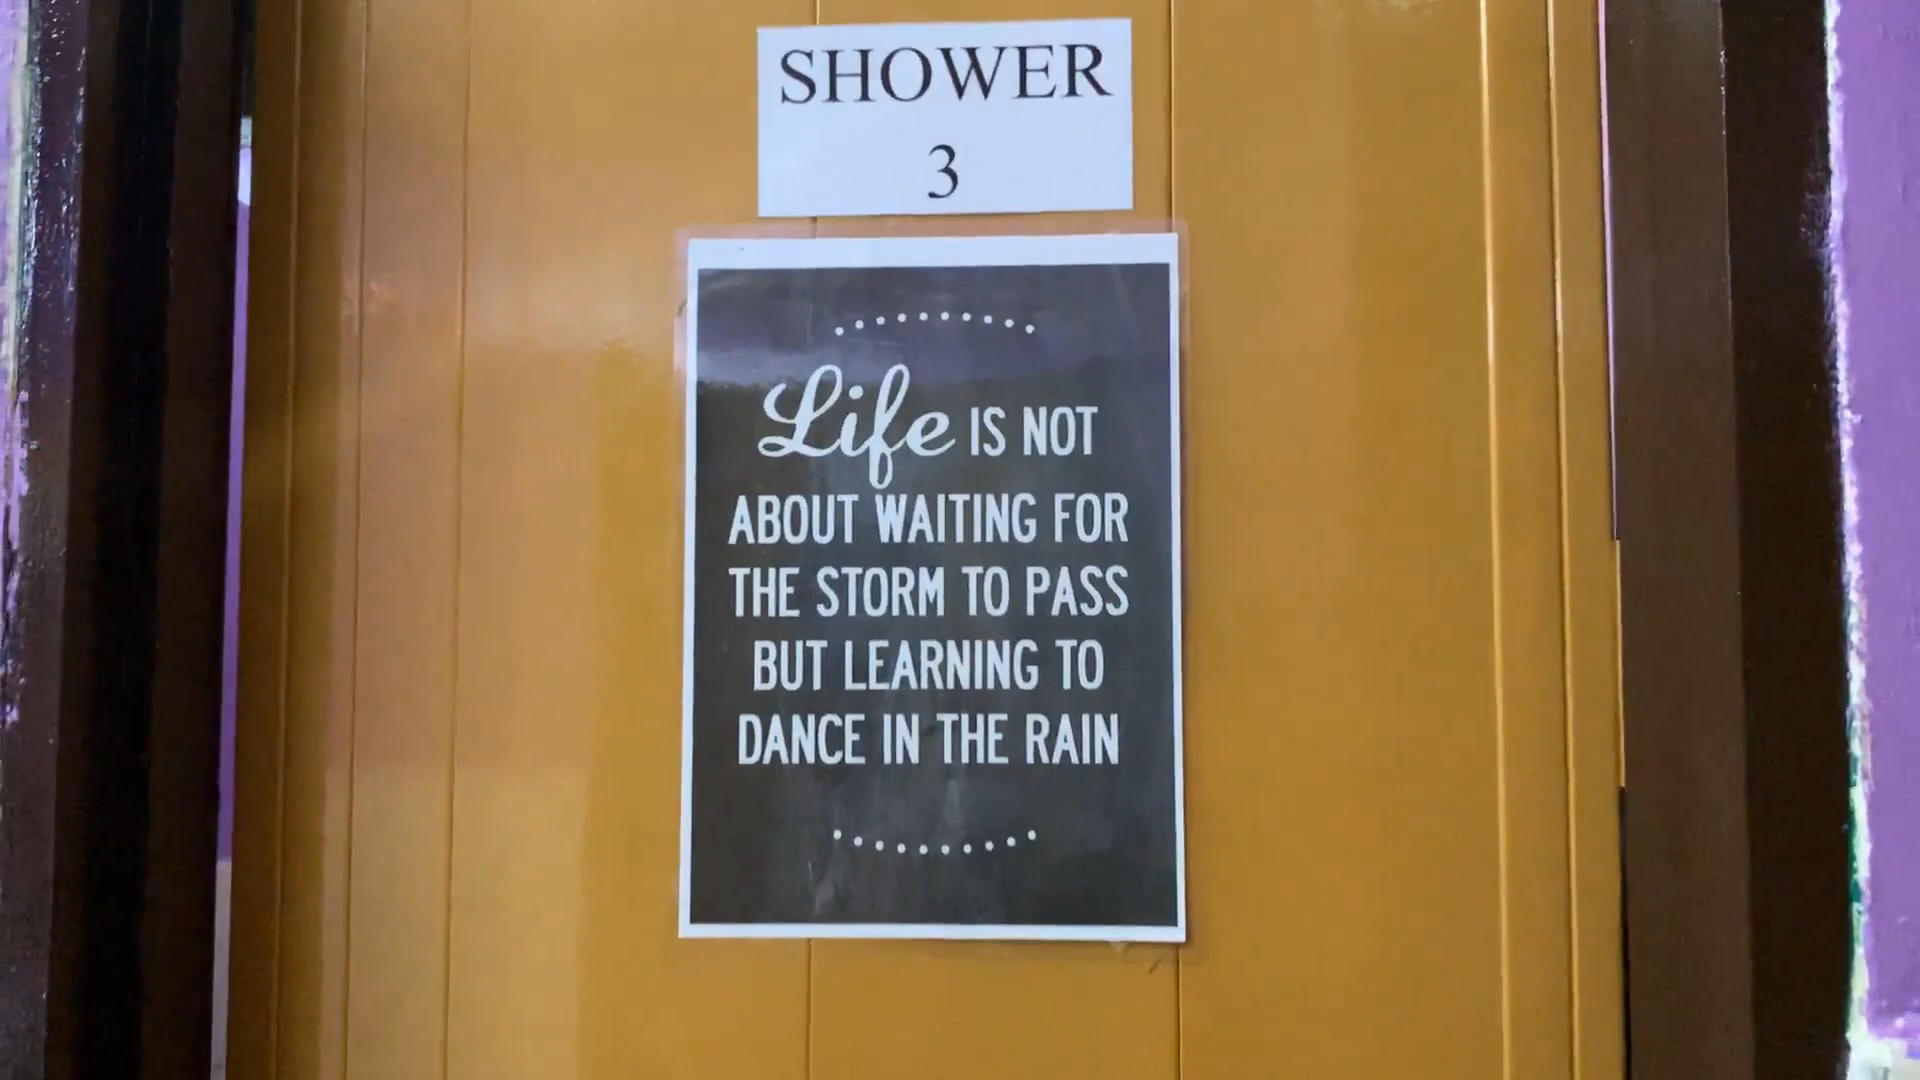 SHOWER
3
Life IS NOT
ABOUT WAITING FOR
THE STORM TO PASS
BUT LEARNING TO
DANCE IN THE RAIN